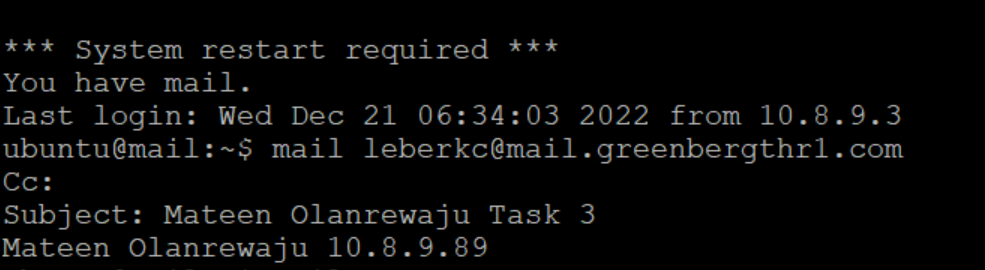 *** System restart required ***
You have mail.
Last login: Wed Dec 21 06:34:03 2022 from 10.8.9.3
ubuntu@mail:~$ mail leberkc@mail.greenbergthr1.com
Cc:
Subject: Mateen Olanrewaju Task 3
Mateen Olanrewaju 10.8.9.89